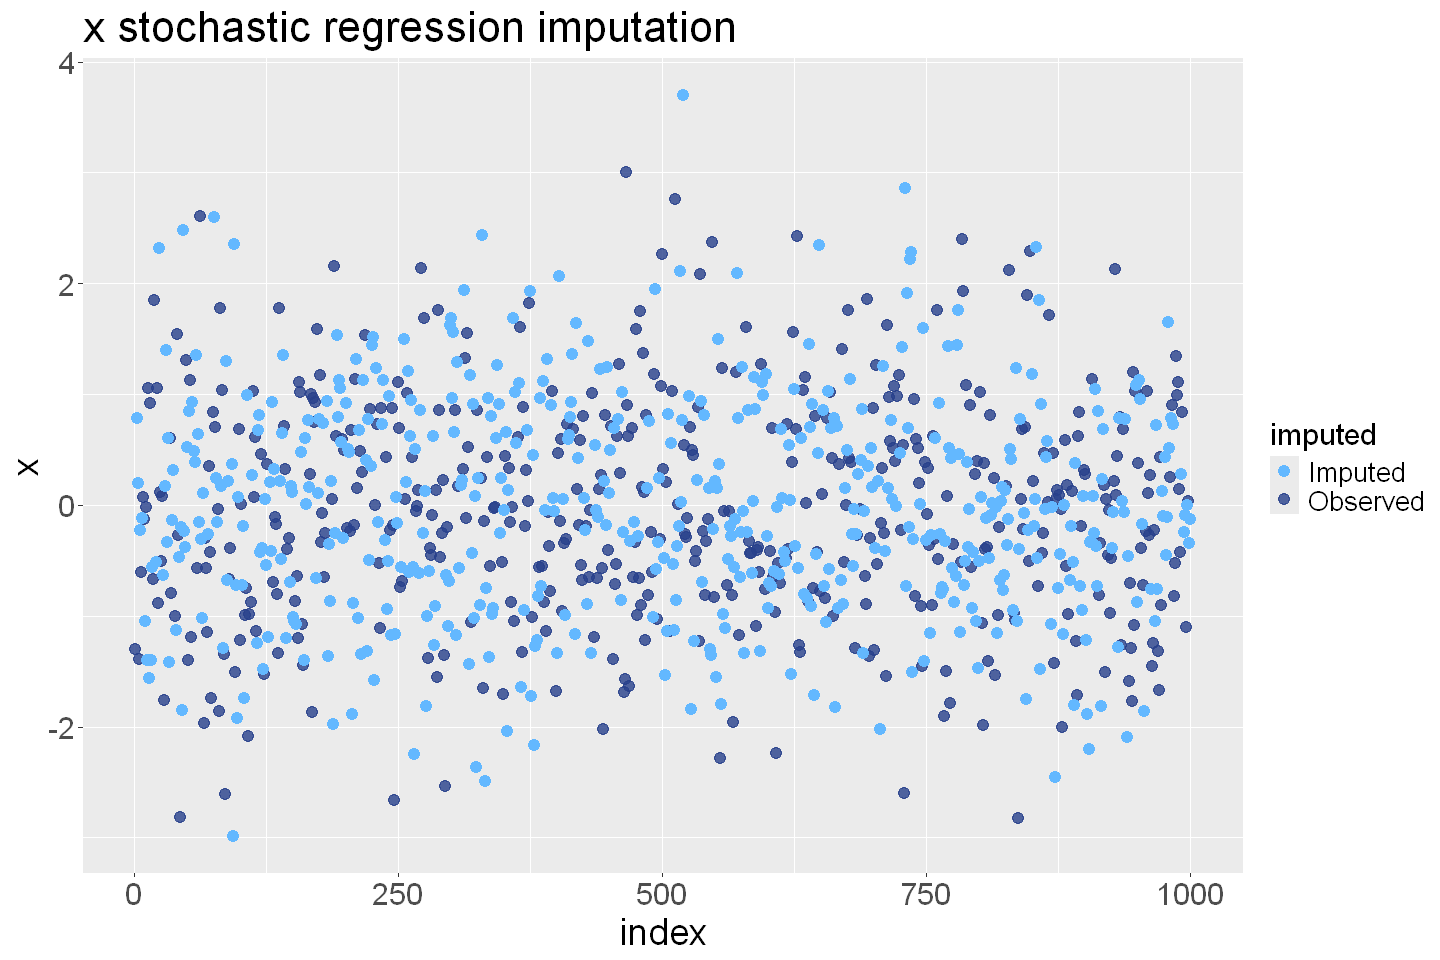 x stochastic regression imputation
4
2
0
-2
x
0
250
500
750
1000
index
imputed
Imputed
Observed